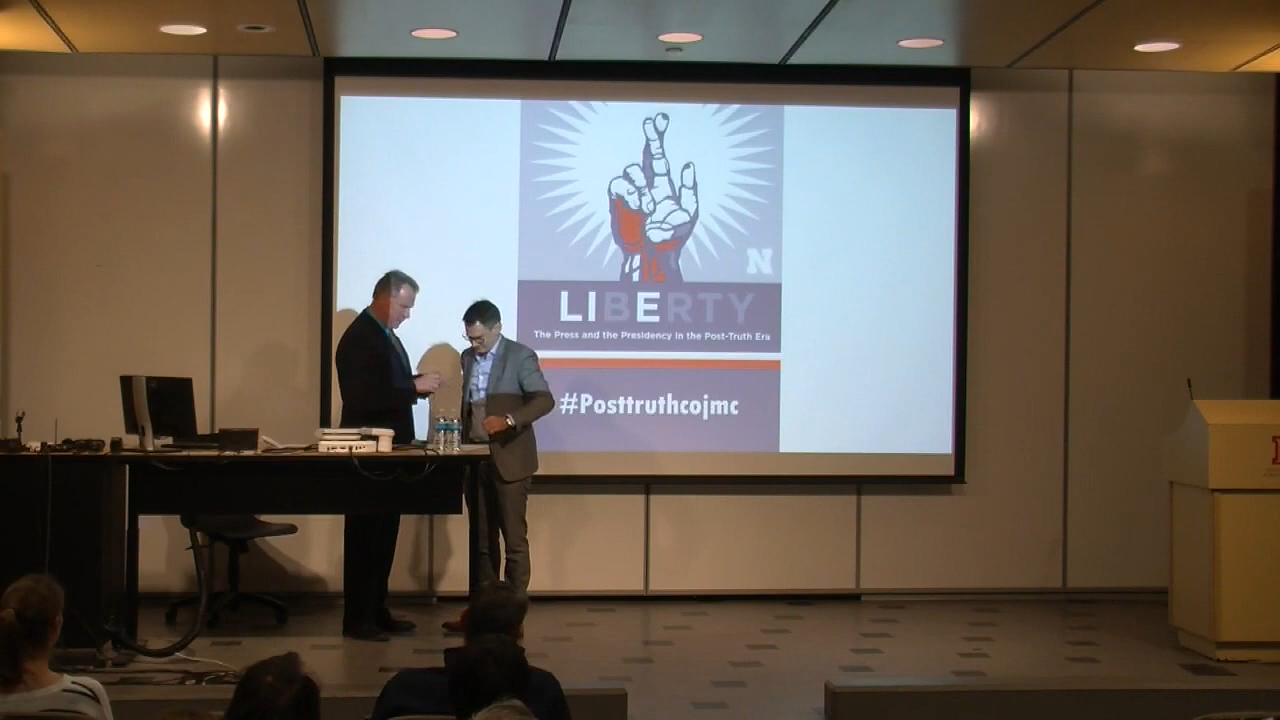 N
LIBERTY
The Press and the Presidency in the Post-Truth Era
#Posttruthcojmc